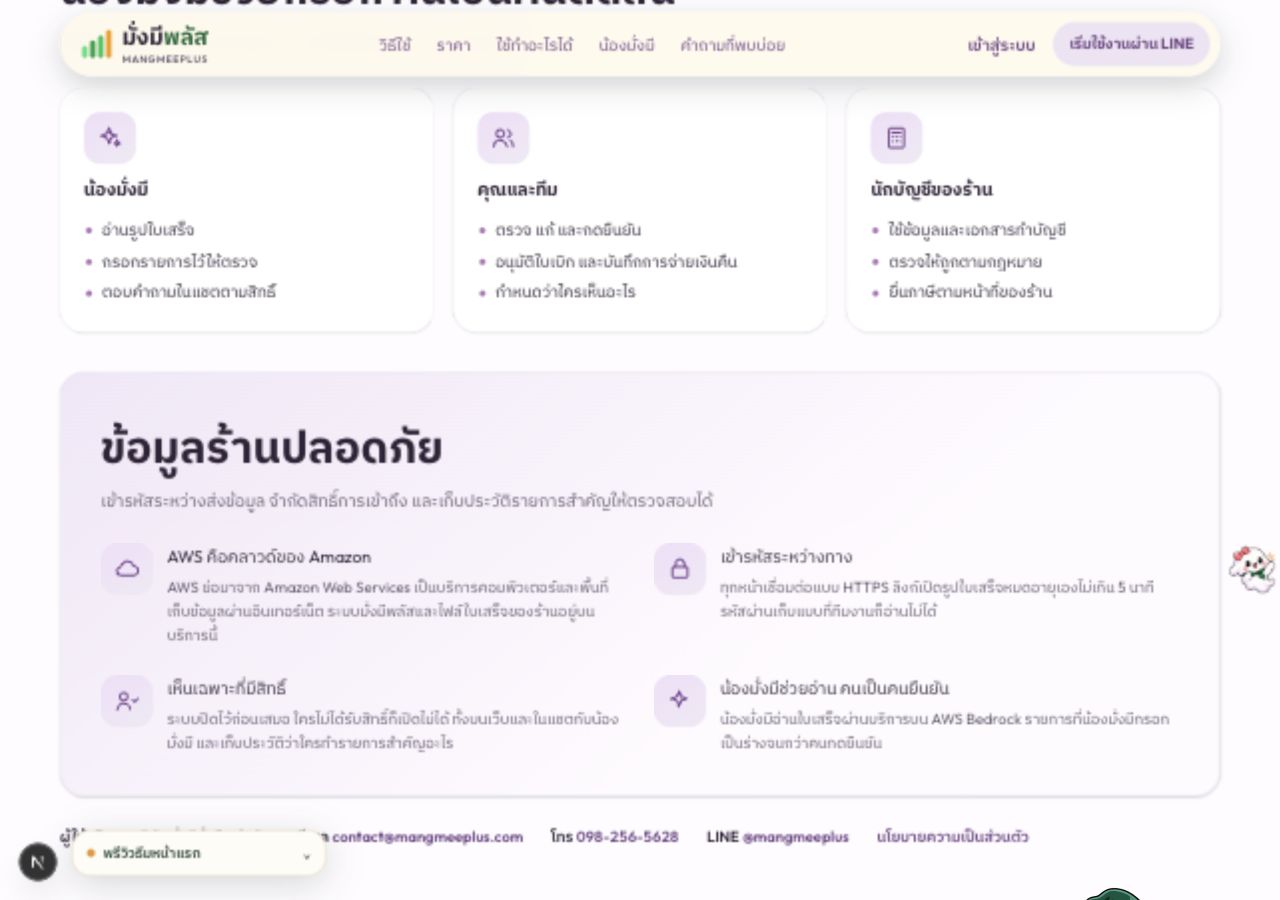 มั่งมีพลัส
MANGMEEPLUS
วิธีใช้
ราคา
ใช้ทำอะไรได้
น้องมั่งมี
คำถามที่พบบ่อย
เข้าสู่ระบบ
เริ่มใช้งานผ่าน LINE
น้องมั่งมี
อ่านรูปใบเสร็จ
กรอกรายการไว้ให้ตรวจ
ตอบคำถามในแชตตามสิทธิ์
คุณและทีม
ตรวจ แก้ และกดยืนยัน
อนุมัติใบเบิก และบันทึกการจ่ายเงินคืน
กำหนดว่าใครเห็นอะไร
นักบัญชีของร้าน
ใช้ข้อมูลและเอกสารทำบัญชี
ตรวจให้ถูกตามกฎหมาย
ยื่นภาษีตามหน้าที่ของร้าน
ข้อมูลร้านปลอดภัย
เข้ารหัสระหว่างส่งข้อมูล จำกัดสิทธิ์การเข้าถึง และเก็บประวัติรายการสำคัญให้ตรวจสอบได้
AWS คือคลาวด์ของ Amazon
AWS ย่อมาจาก Amazon Web Services เป็นบริการคอมพิวเตอร์และพื้นที่
เก็บข้อมูลผ่านอินเทอร์เน็ต ระบบมั่งมีพลัสและไฟล์ใบเสร็จของร้านอยู่บน
บริการนี้
เข้ารหัสระหว่างทาง
ทุกหน้าเชื่อมต่อแบบ HTTPS ลิงก์เปิดรูปใบเสร็จหมดอายุเองไม่เกิน 5 นาที
รหัสผ่านเก็บแบบที่ทีมงานก็อ่านไม่ได้
เห็นเฉพาะที่มีสิทธิ์
ระบบปิดไว้ก่อนเสมอ ใครไม่ได้รับสิทธิ์ก็เปิดไม่ได้ ทั้งบนเว็บและในแชตกับน้อง
มั่งมี และเก็บประวัติว่าใครทำรายการสำคัญอะไร
น้องมั่งมีช่วยอ่าน คนเป็นคนยืนยัน
น้องมั่งมีอ่านใบเสร็จผ่านบริการบน AWS Bedrock รายการที่น้องมั่งมีกรอก
เป็นร่างจนกว่าคนกดยืนยัน
contact@mangmeeplus.com
โทร 098-256-5628
LINE @mangmeeplus
นโยบายความเป็นส่วนตัว
พรีวิวธีมหน้าแรก
N